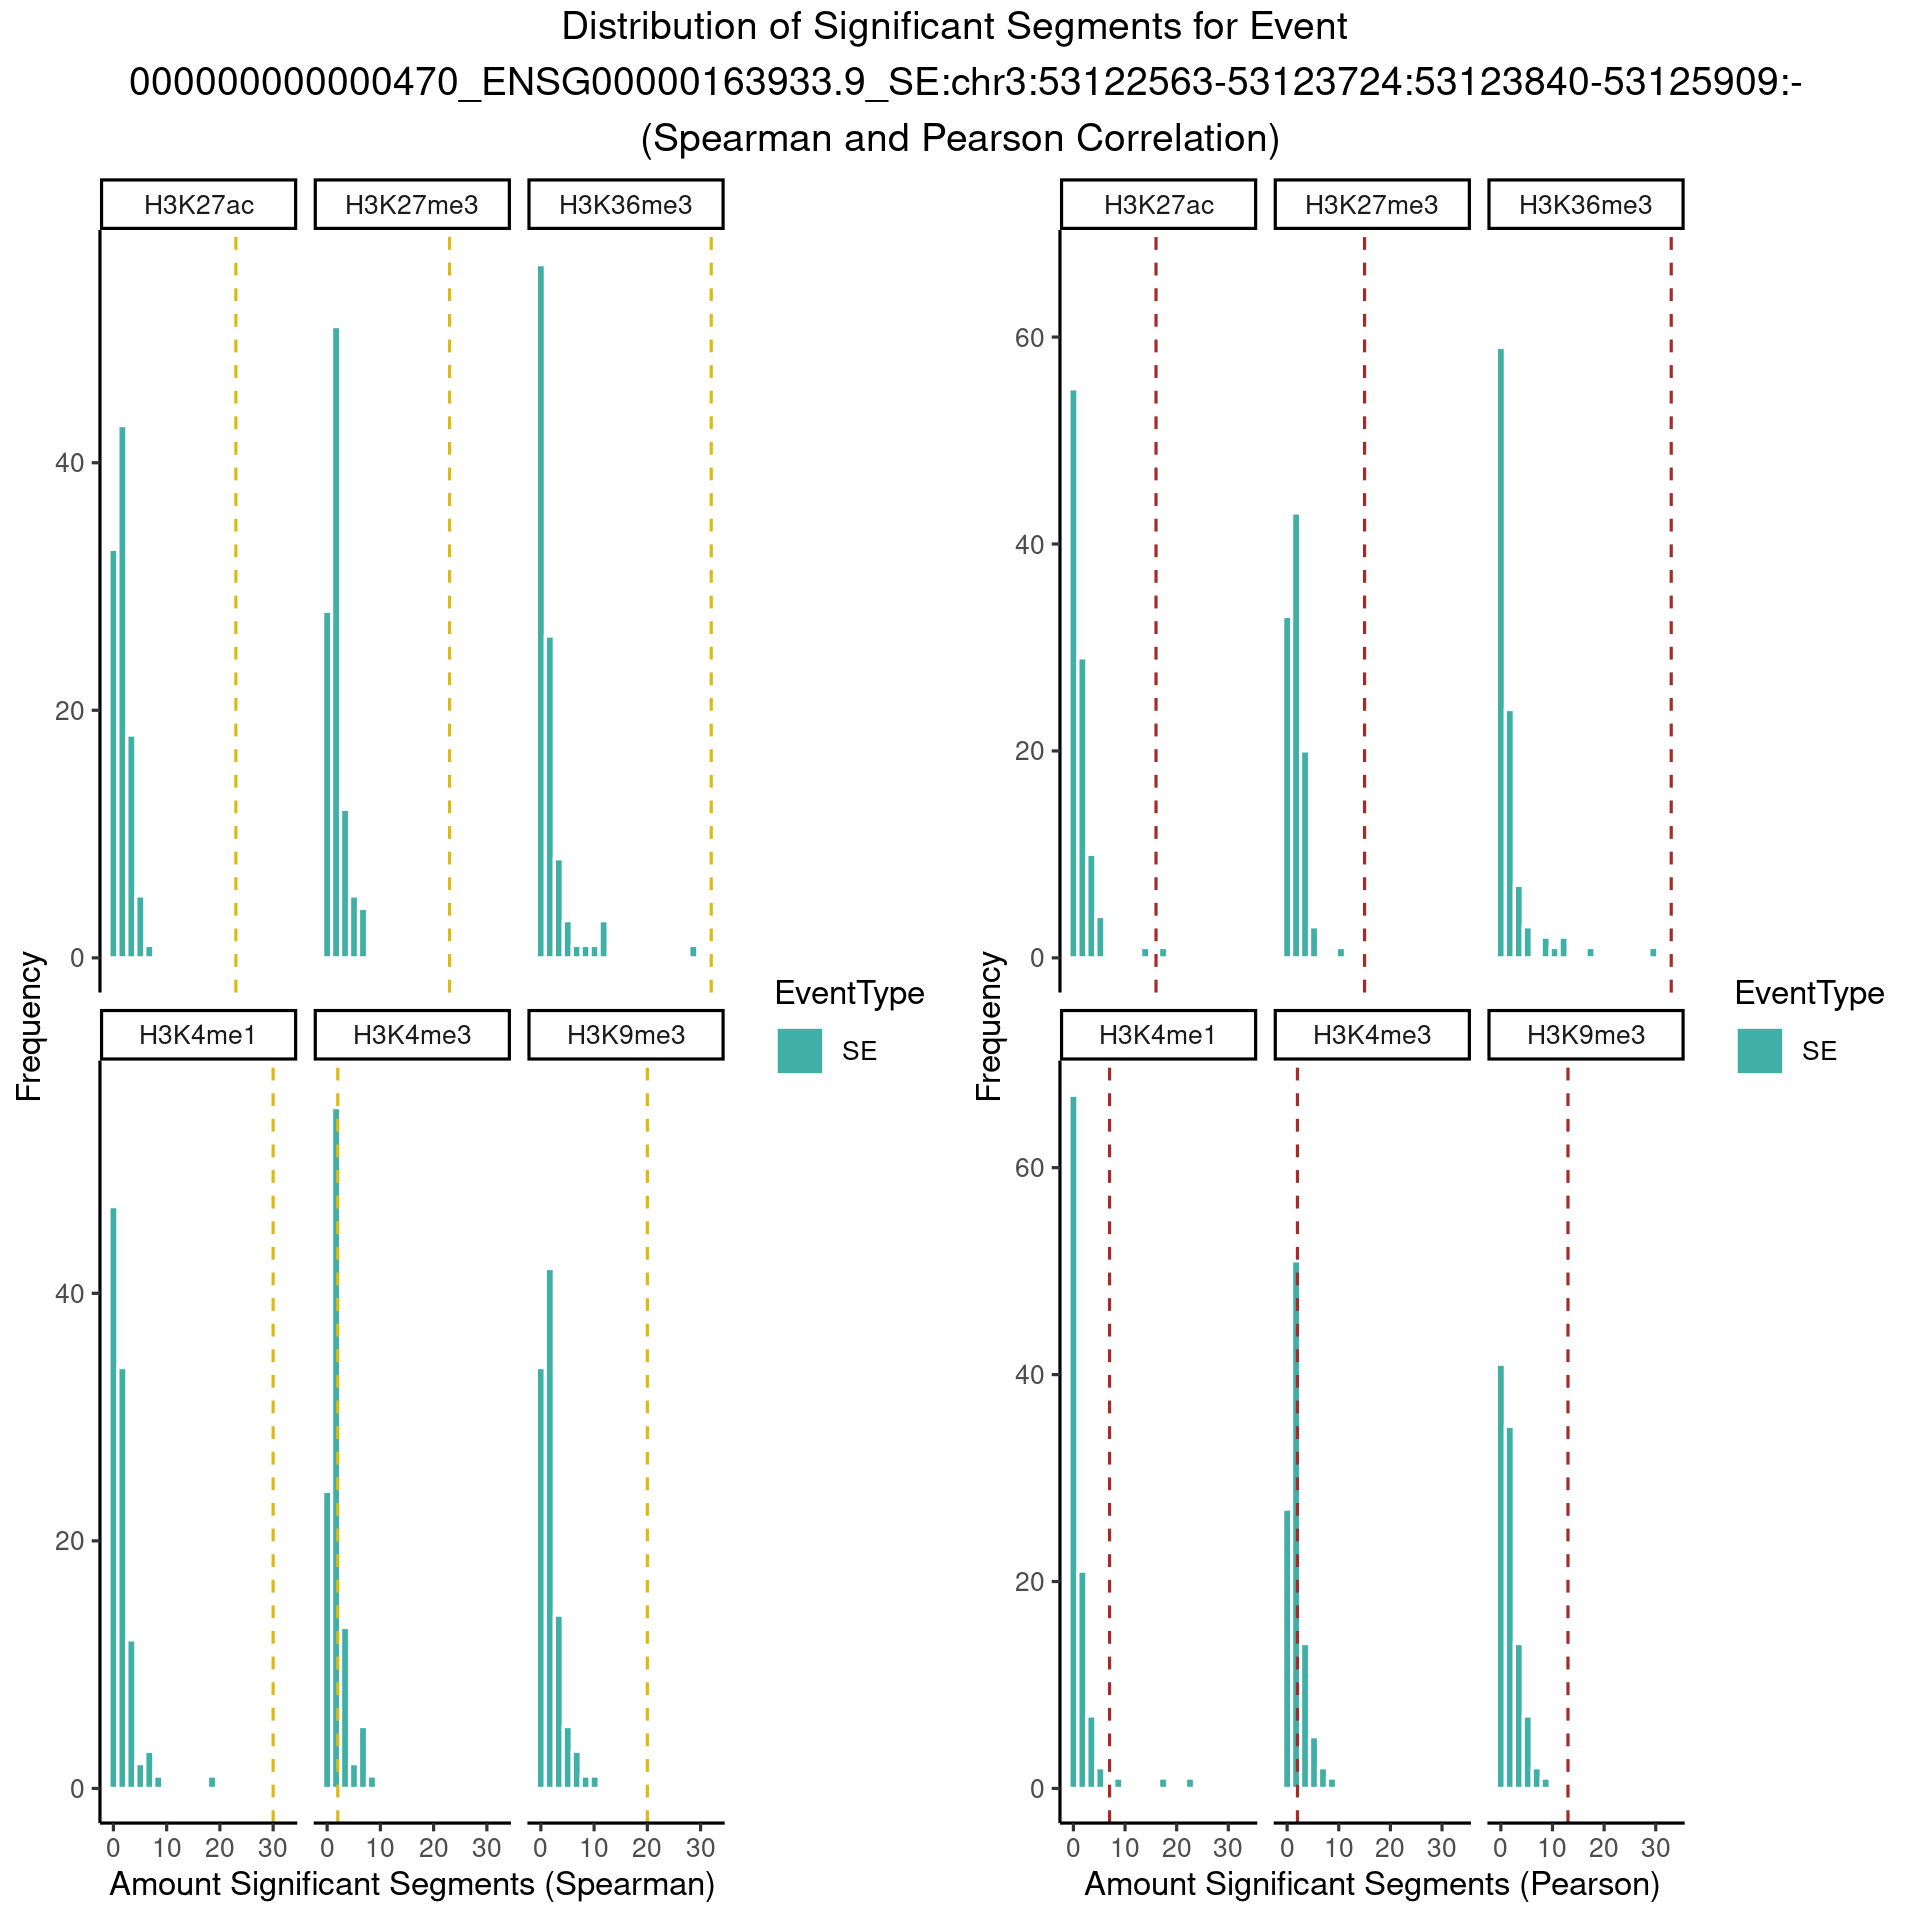 Distribution of Significant Segments for Event
000000000000470_ENSG00000163933.9_SE:chr3:53122563-53123724:53123840-53125909:-
(Spearman and Pearson Correlation)
H3K27ac
H3K27me3
H3K36me3
40
20
0
H3K4me1
H3K4me3
H3K9me3
40
20
0
0 10 20 30
0 10 20 30
0 10 20 30
Frequency
Amount Significant Segments (Spearman)
EventType
SE
H3K27ac
H3K27me3
H3K36me3
60
40
20
0
H3K4me1
H3K4me3
H3K9me3
60
40
20
0
0 10 20 30
0 10 20 30
0 10 20 30
Frequency
Amount Significant Segments (Pearson)
EventType
SE